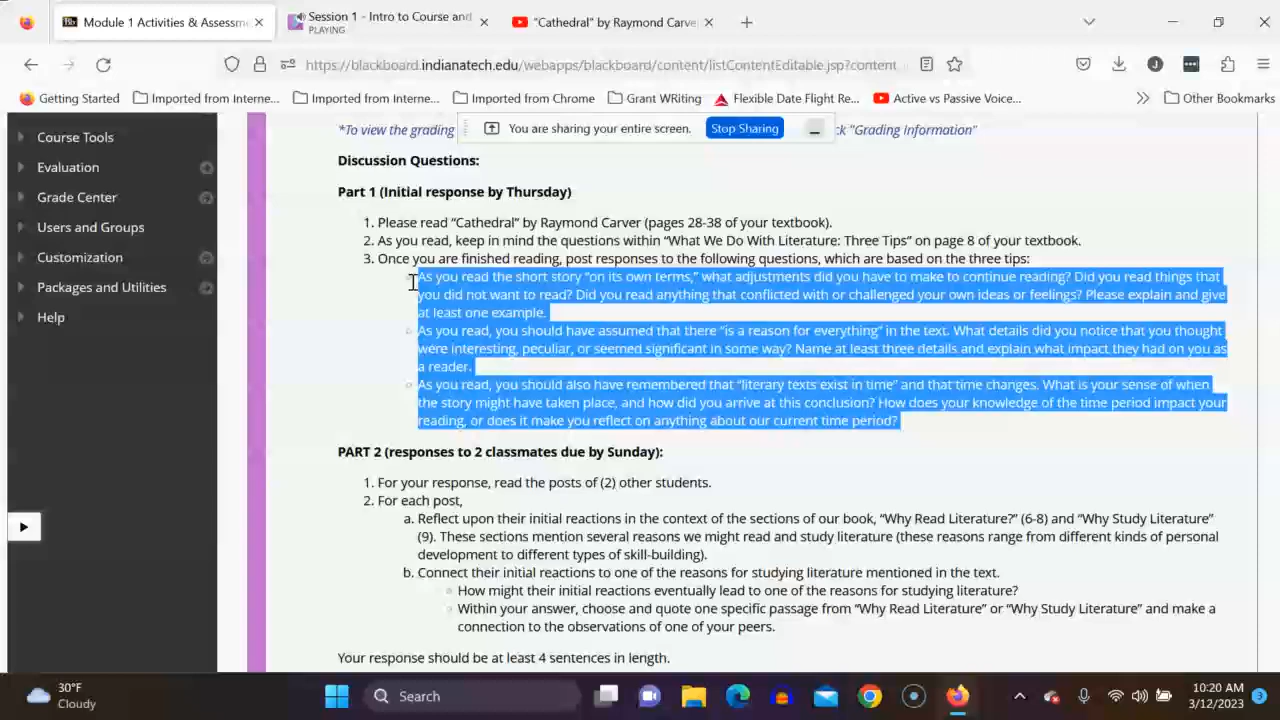 Module 1 Activities & Assessm
Session 1 - Intro to Course and
PLAYING
"Cathedral" by Raymond Carver
https://blackboard.indianatech.edu/webapps/blackboard/content/listContentEditable.jsp?content
Getting Started
Imported from Interne...
Imported from Interne...
Imported from Chrome
Grant WRiting
Flexible Date Flight Re...
Active vs Passive Voice...
Other Bookmarks
*To view the grading
You are sharing your entire screen.
Stop Sharing
ck "Grading Information"
Course Tools
Evaluation
Grade Center
Users and Groups
Customization
Packages and Utilities
Help
Discussion Questions:
Part 1 (Initial response by Thursday)
1. Please read “Cathedral” by Raymond Carver (pages 28-38 of your textbook).
2. As you read, keep in mind the questions within “What We Do With Literature: Three Tips” on page 8 of your textbook.
3. Once you are finished reading, post responses to the following questions, which are based on the three tips:
As you read the short story “on its own terms,” what adjustments did you have to make to continue reading? Did you read things that
you did not want to read? Did you read anything that conflicted with or challenged your own ideas or feelings? Please explain and give
at least one example.
As you read, you should have assumed that there “is a reason for everything” in the text. What details did you notice that you thought
were interesting, peculiar, or seemed significant in some way? Name at least three details and explain what impact they had on you as
a reader.
As you read, you should also have remembered that “literary texts exist in time” and that time changes. What is your sense of when
the story might have taken place, and how did you arrive at this conclusion? How does your knowledge of the time period impact your
reading, or does it make you reflect on anything about our current time period?
PART 2 (responses to 2 classmates due by Sunday):
1. For your response, read the posts of (2) other students.
2. For each post,
a. Reflect upon their initial reactions in the context of the sections of our book, “Why Read Literature?” (6-8) and “Why Study Literature”
(9). These sections mention several reasons we might read and study literature (these reasons range from different kinds of personal
development to different types of skill-building).
b. Connect their initial reactions to one of the reasons for studying literature mentioned in the text.
How might their initial reactions eventually lead to one of the reasons for studying literature?
Within your answer, choose and quote one specific passage from “Why Read Literature” or “Why Study Literature” and make a
connection to the observations of one of your peers.
Your response should be at least 4 sentences in length.
30°F
Cloudy
Search
10:20 AM
3/12/2023
3